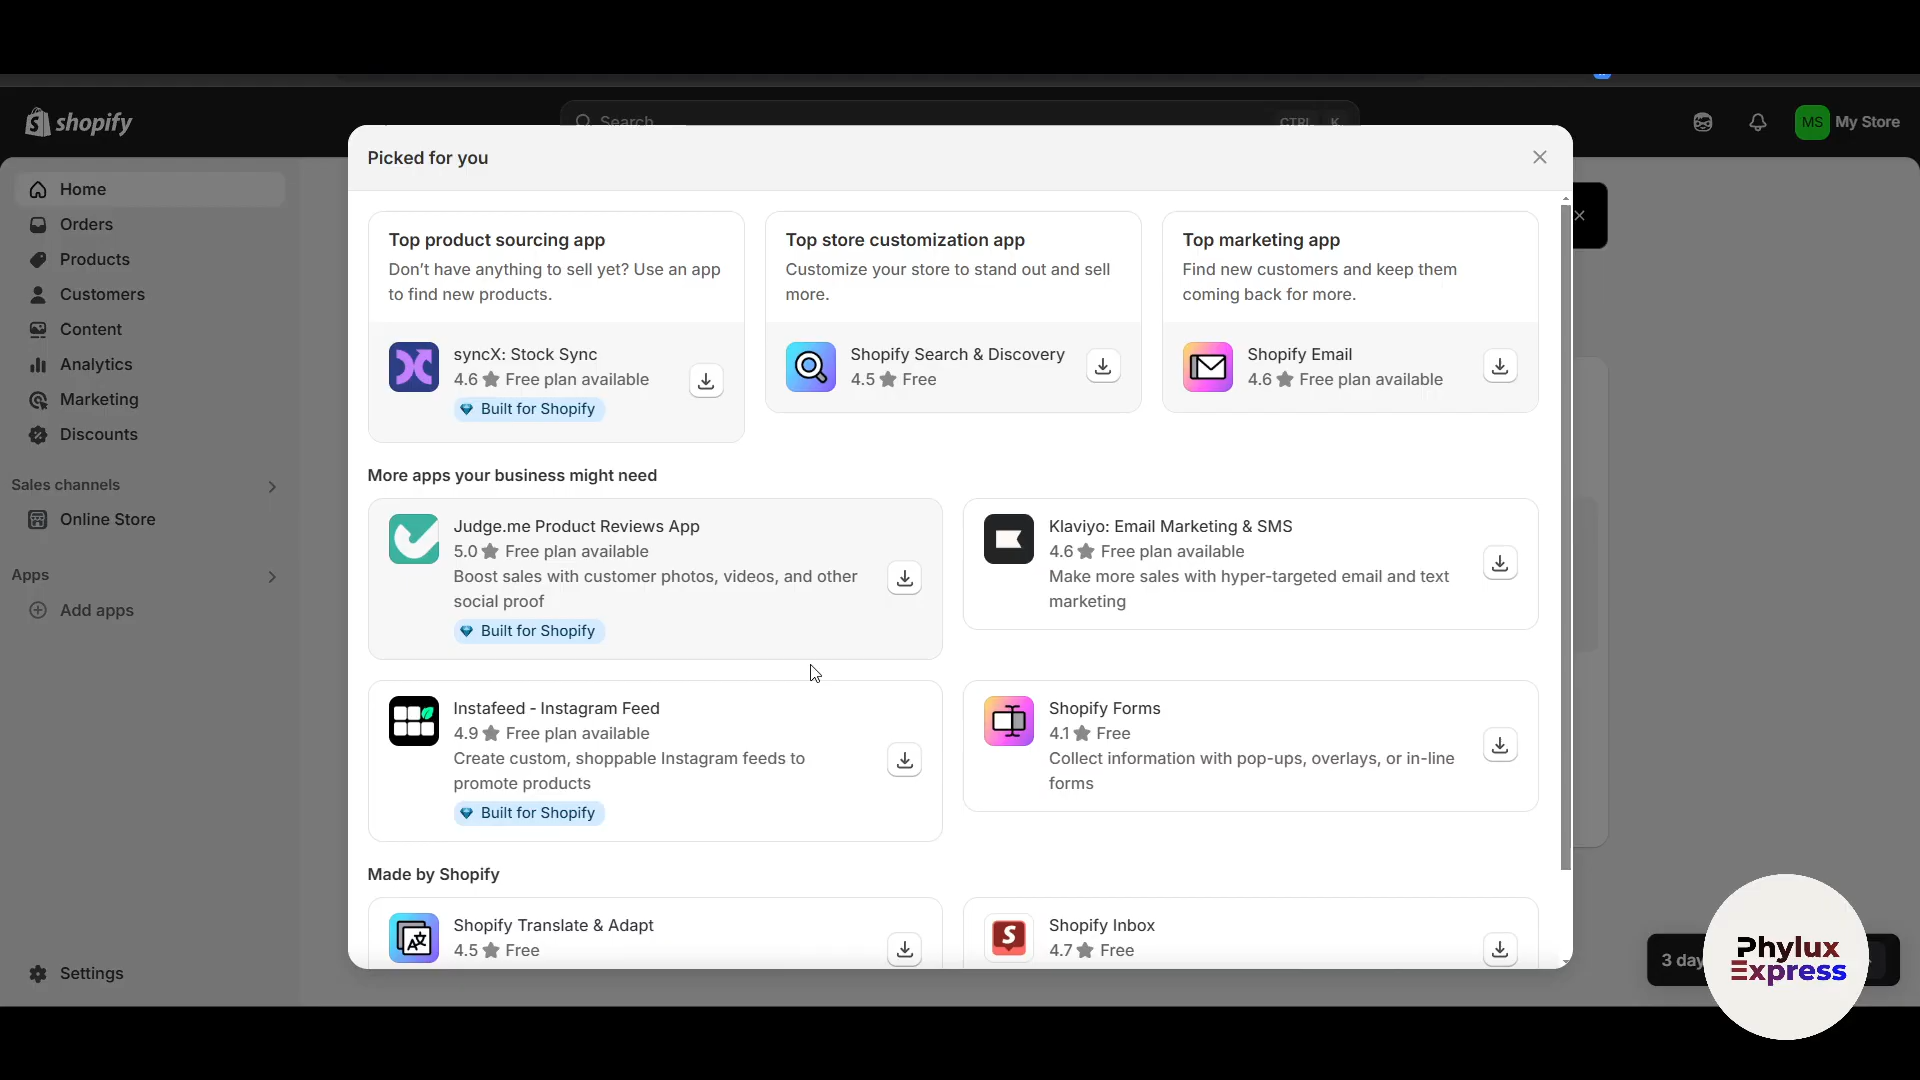 shopify
Search
CTRL K
MS My Store
Home
Orders
Products
Customers
Content
Analytics
Marketing
Discounts
Sales channels
Online Store
Apps
Add apps
Settings
Picked for you
Top product sourcing app
Don’t have anything to sell yet? Use an app
to find new products.
syncX: Stock Sync
4.6 Free plan available
Built for Shopify
Top store customization app
Customize your store to stand out and sell
more.
Shopify Search & Discovery
4.5 Free
Top marketing app
Find new customers and keep them
coming back for more.
Shopify Email
4.6 Free plan available
More apps your business might need
Judge.me Product Reviews App
5.0 Free plan available
Boost sales with customer photos, videos, and other
social proof
Built for Shopify
Klaviyo: Email Marketing & SMS
4.6 Free plan available
Make more sales with hyper-targeted email and text
marketing
Instafeed - Instagram Feed
4.9 Free plan available
Create custom, shoppable Instagram feeds to
promote products
Built for Shopify
Shopify Forms
4.1 Free
Collect information with pop-ups, overlays, or in-line
forms
Made by Shopify
Shopify Translate & Adapt
4.5 Free
Shopify Inbox
4.7 Free
3 day
Phylux
Express